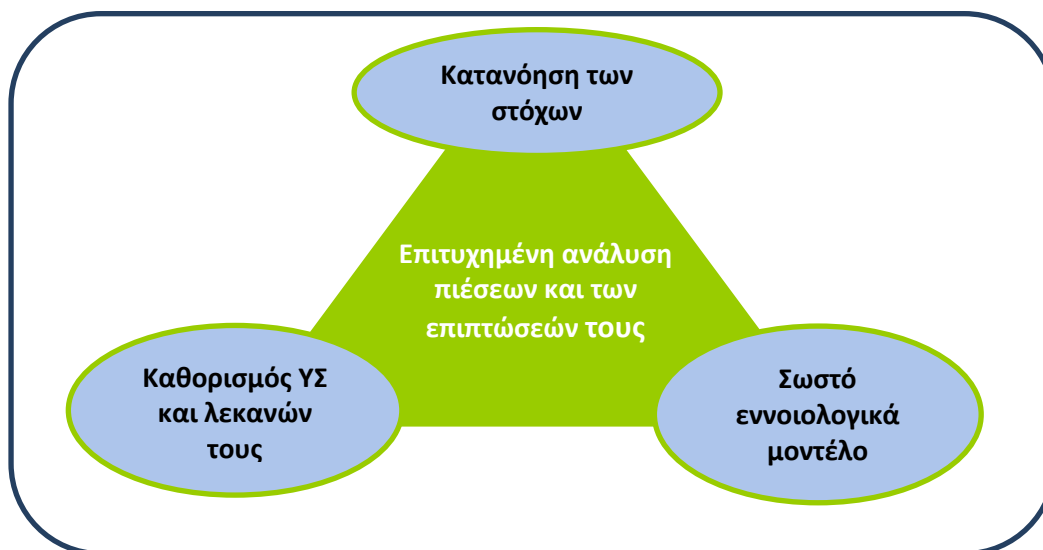 Κατανόηση των
στόχων
Επιτυχημένη ανάλυση
πιέσεων και των
επιπτώσεών τους
Καθορισμός ΥΣ
και λεκανών
τους
Σωστό
εννοιολογικά
μοντέλο